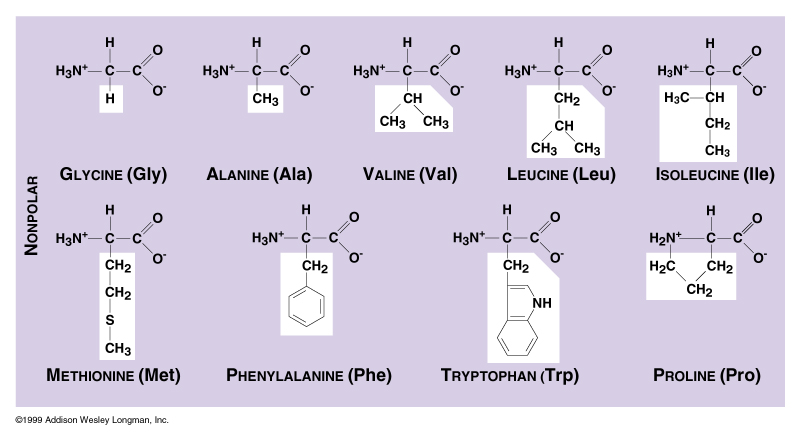 NONPOLAR
H
H3N+ C C O
O-
H
GLYCINE (Gly)
H
H3N+ C C O
O-
CH3
ALANINE (Ala)
H
H3N+ C C O
O-
CH
CH3 CH3
VALINE (Val)
H
H3N+ C C O
O-
CH2
CH
CH3 CH3
LEUCINE (Leu)
H
H3N+ C C O
O-
H3C CH
CH2
CH3
ISOLEUCINE (Ile)
H
H3N+ C C O
O-
CH2
CH2
S
CH3
METHIONINE (Met)
H
H3N+ C C O
O-
CH2
PHENYLALANINE (Phe)
H
H3N+ C C O
O-
CH2
NH
TRYPTOPHAN (Trp)
H
H2N+ C C O
O-
H2C CH2
CH2
PROLINE (Pro)
©1999 Addison Wesley Longman, Inc.